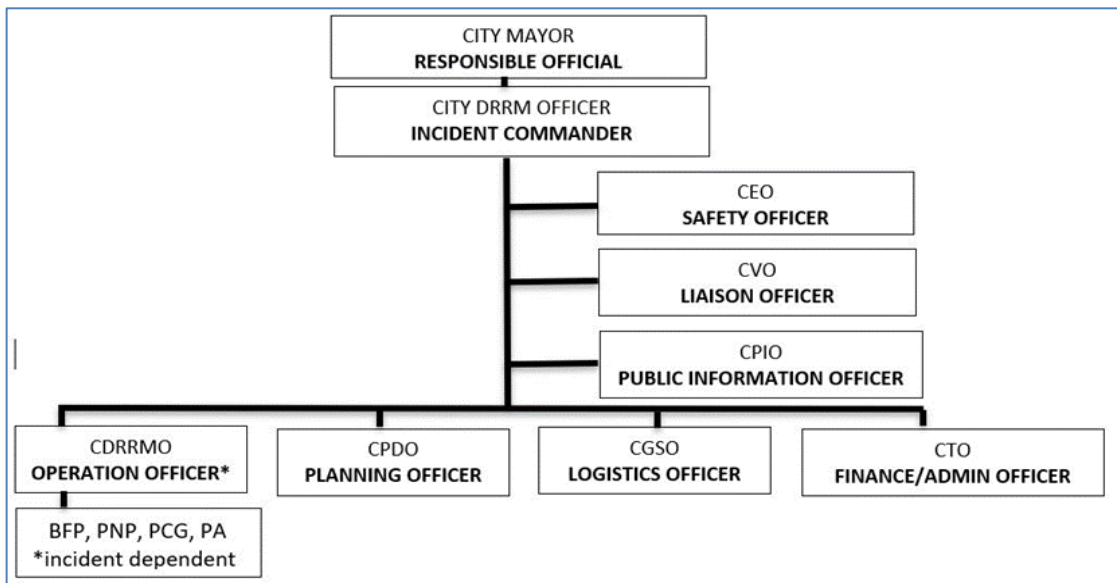 CITY MAYOR
RESPONSIBLE OFFICIAL
CITY DRRM OFFICER
INCIDENT COMMANDER
CEO
SAFETY OFFICER
CVO
LIAISON OFFICER
CPIO
PUBLIC INFORMATION OFFICER
CDRRMO
OPERATION OFFICER*
CPDO
PLANNING OFFICER
CGSO
LOGISTICS OFFICER
CTO
FINANCE/ADMIN OFFICER
BFP, PNP, PCG, PA
*incident dependent